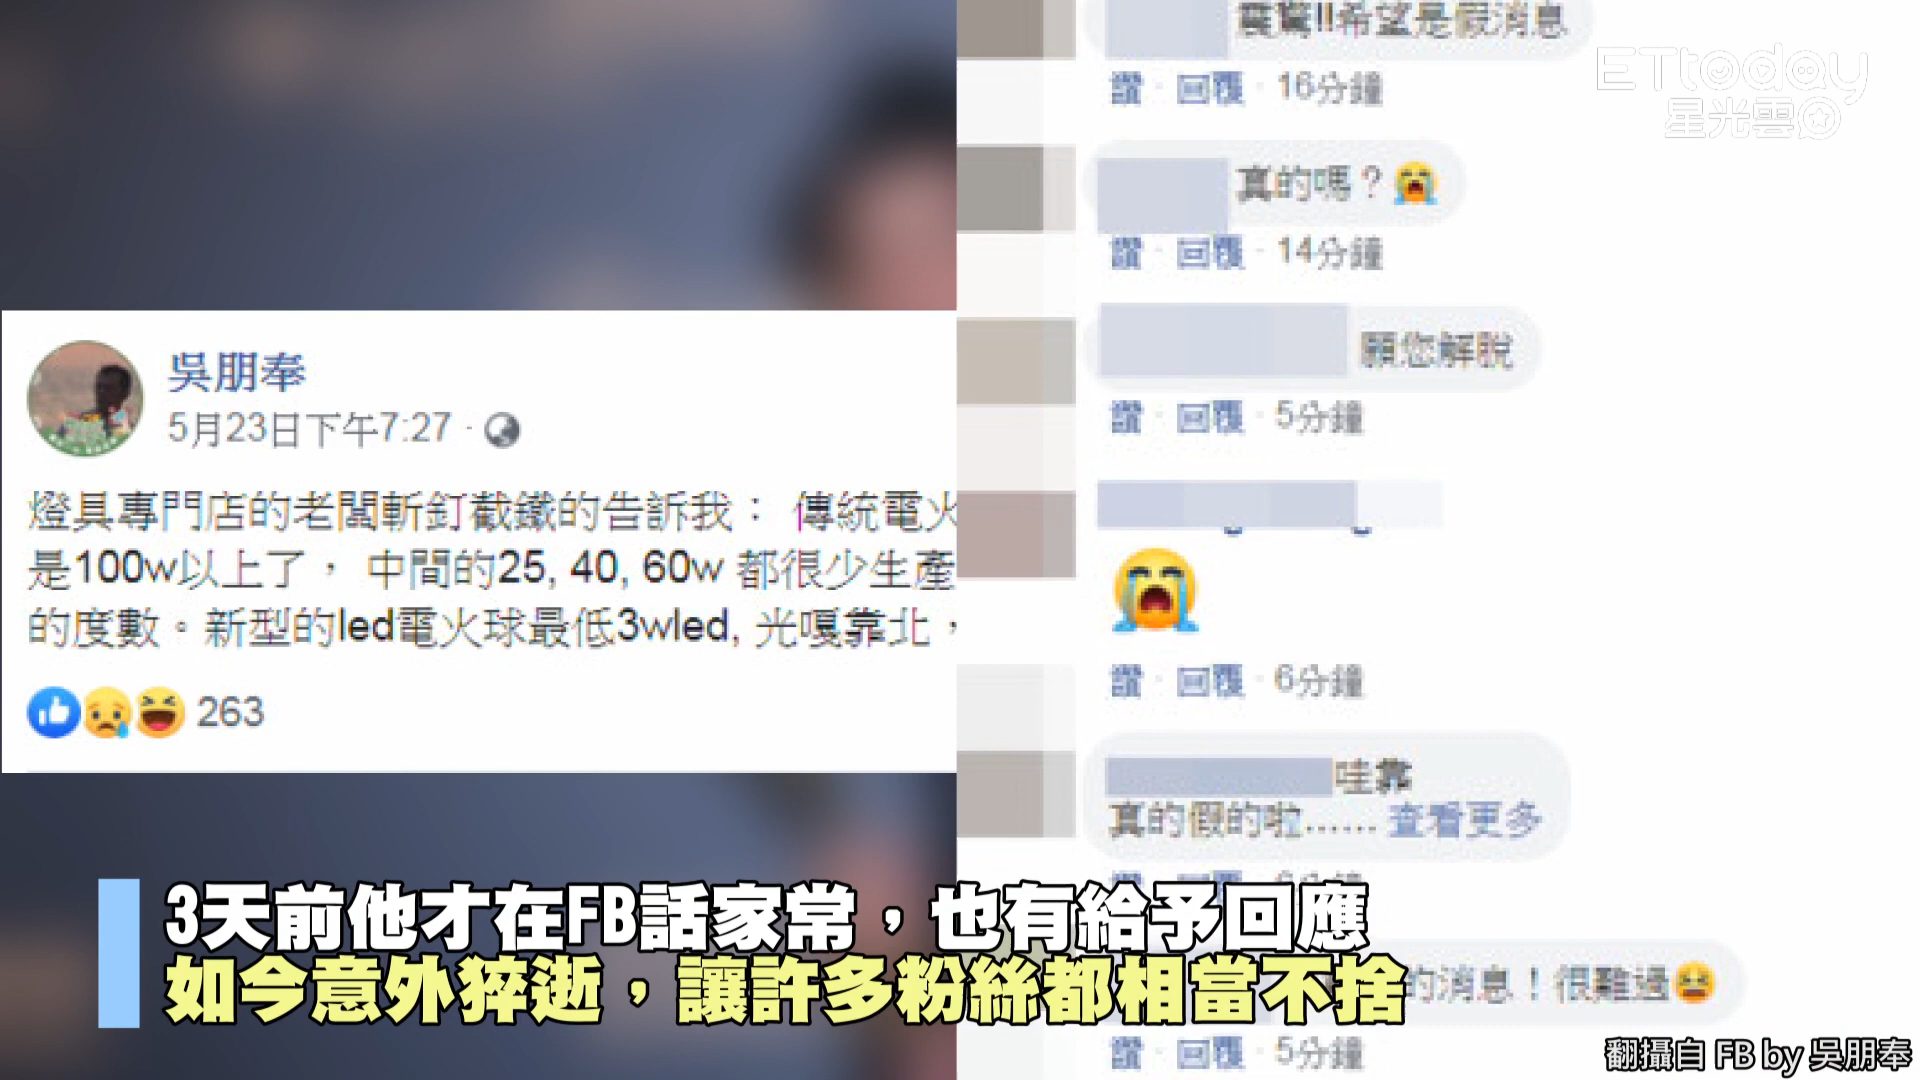 吳朋奉
5月23日下午7:27
燈具專門店的老闆斬釘截鐵的告訴我： 傳統電火
是100w以上了， 中間的25, 40, 60w 都很少生產
的度數。新型的led電火球最低3wled, 光嘎靠北，
263
震驚!!希望是假消息
讚 · 回覆 · 16分鐘
真的嗎？
讚 · 回覆 · 14分鐘
願您解脫
讚 · 回覆 · 5分鐘
讚 · 回覆 · 6分鐘
哇靠
真的假的啦...... 查看更多
的消息！很難過
讚 · 回覆 · 5分鐘
ETtoday
星光雲
3天前他才在FB話家常，也有給予回應
如今意外猝逝，讓許多粉絲都相當不捨
翻攝自 FB by 吳朋奉